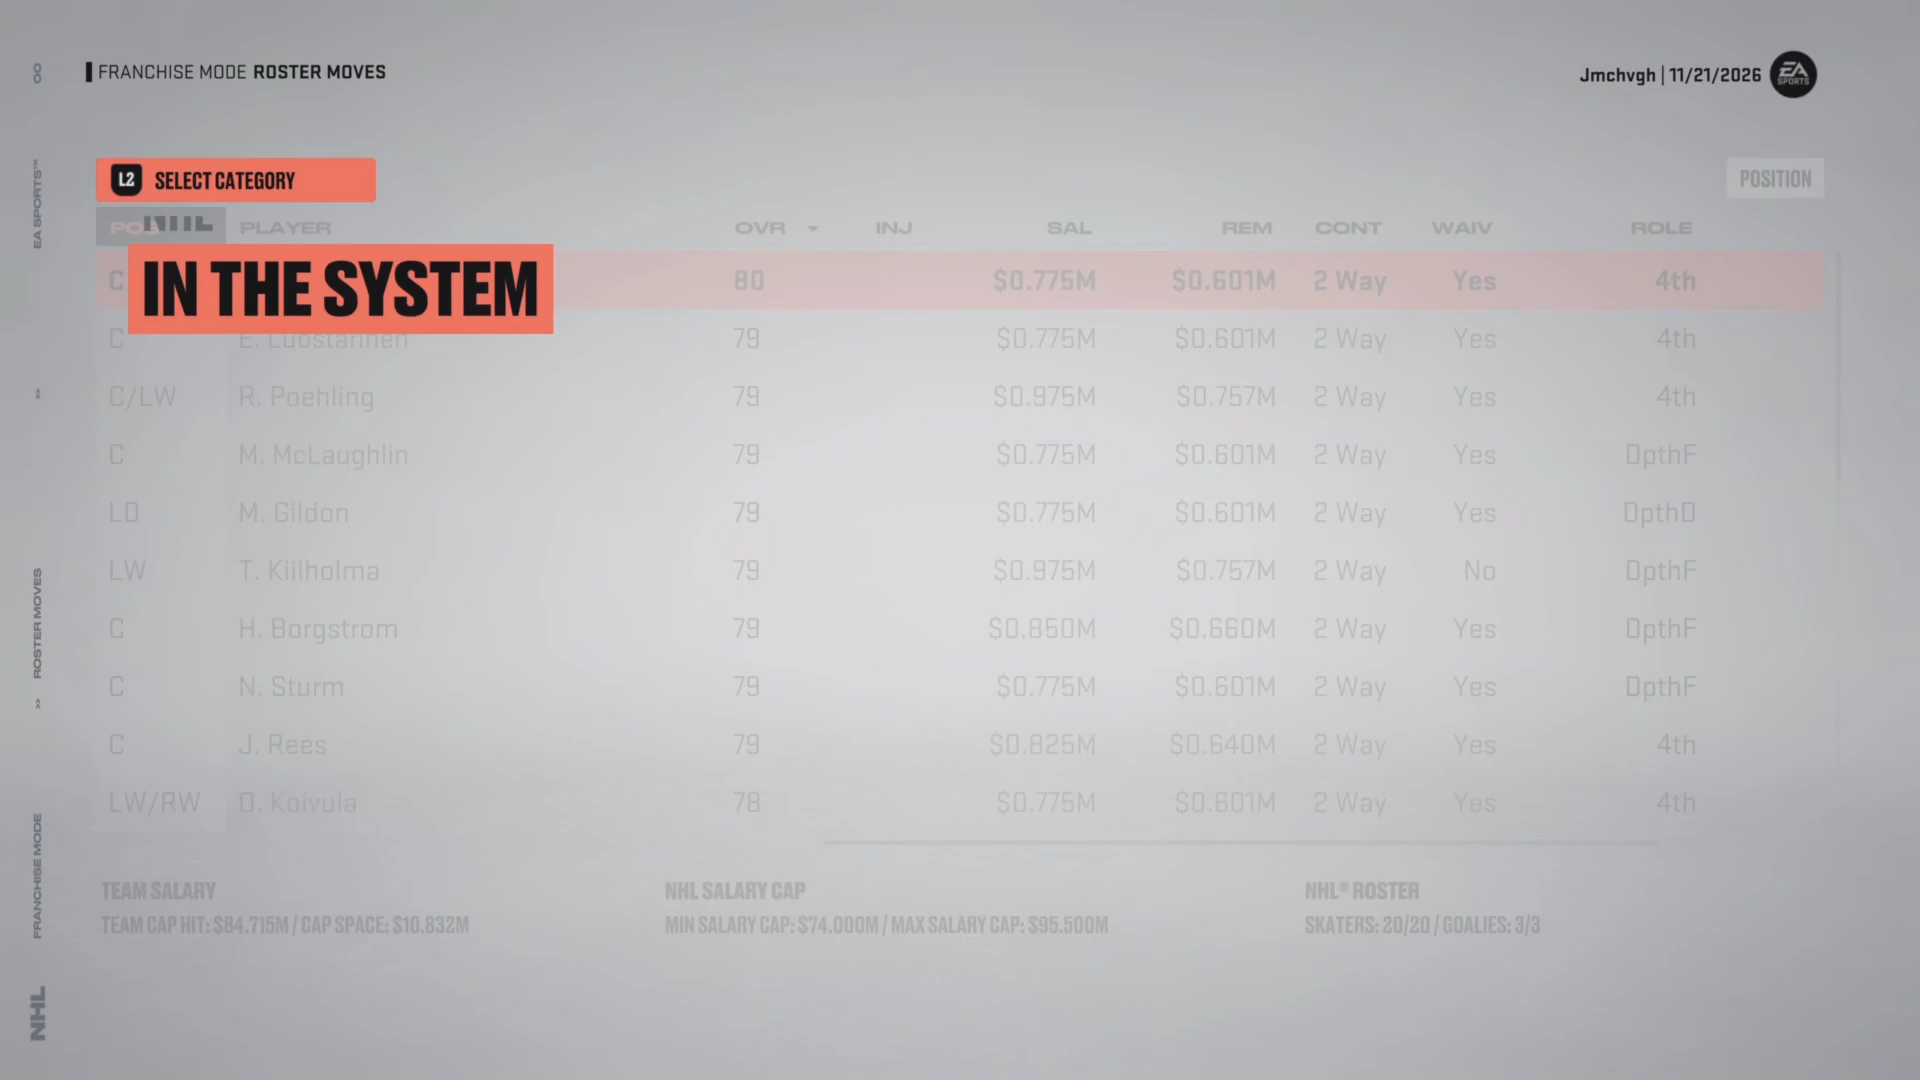 FRANCHISE MODE ROSTER MOVES
Jmchvgh | 11/21/2026
EA SPORTS
L2 SELECT CATEGORY
POSITION
NHL
POS PLAYER OVR INJ SAL REM CONT WAIV ROLE
IN THE SYSTEM
C 80 $0.775M $0.601M 2 Way Yes 4th
C E. Luostarinen 79 $0.775M $0.601M 2 Way Yes 4th
C/LW R. Poehling 79 $0.975M $0.757M 2 Way Yes 4th
C M. McLaughlin 79 $0.775M $0.601M 2 Way Yes DpthF
LD M. Gildon 79 $0.775M $0.601M 2 Way Yes DpthD
LW T. Kiilholma 79 $0.975M $0.757M 2 Way No DpthF
C H. Borgstrom 79 $0.850M $0.660M 2 Way Yes DpthF
C N. Sturm 79 $0.775M $0.601M 2 Way Yes DpthF
C J. Rees 79 $0.825M $0.640M 2 Way Yes 4th
LW/RW O. Koivula 78 $0.775M $0.601M 2 Way Yes 4th
TEAM SALARY
TEAM CAP HIT: $84.715M / CAP SPACE: $10.832M
NHL SALARY CAP
MIN SALARY CAP: $74.000M / MAX SALARY CAP: $95.500M
NHL® ROSTER
SKATERS: 20/20 / GOALIES: 3/3
EA SPORTS™
ROSTER MOVES
FRANCHISE MODE
NHL